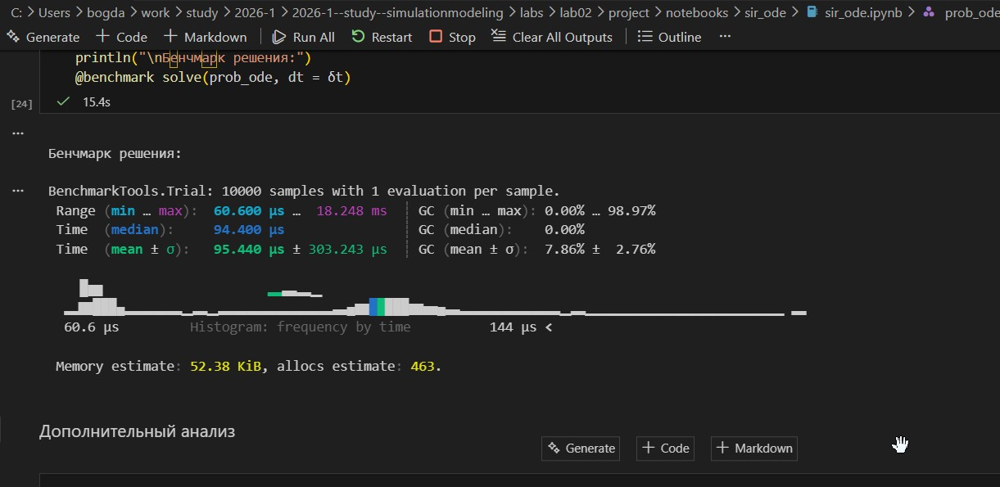 C: > Users > bogda > work > study > 2026-1 > 2026-1--study--simulationmodeling > labs > lab02 > project > notebooks > sir_ode > sir_ode.ipynb > prob_ode
Generate + Code + Markdown | Run All Restart Stop Clear All Outputs | Outline ...
println("\nБенчмарк решения:")
@benchmark solve(prob_ode, dt = δt)
[24] ✓ 15.4s
...
Бенчмарк решения:
... BenchmarkTools.Trial: 10000 samples with 1 evaluation per sample.
Range (min … max): 60.600 μs … 18.248 ms ┊ GC (min … max): 0.00% … 98.97%
Time (median): 94.400 μs ┊ GC (median): 0.00%
Time (mean ± σ): 95.440 μs ± 303.243 μs ┊ GC (mean ± σ): 7.86% ± 2.76%
60.6 μs Histogram: frequency by time 144 μs <
Memory estimate: 52.38 KiB, allocs estimate: 463.
Дополнительный анализ
Generate + Code + Markdown